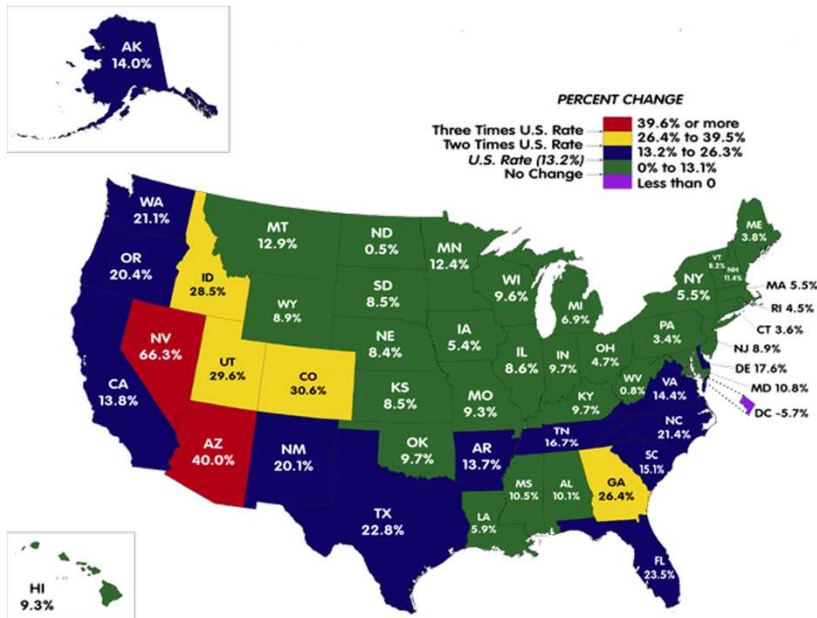 AK
14.0%
PERCENT CHANGE
Three Times U.S. Rate
39.6% or more
Two Times U.S. Rate
26.4% to 39.5%
U.S. Rate (13.2%)
13.2% to 26.3%
No Change
0% to 13.1%
Less than 0
WA
21.1%
OR
20.4%
ID
28.5%
MT
12.9%
ND
0.5%
MN
12.4%
WI
9.6%
MI
6.9%
NY
5.5%
VT
8.2%
NH
11.4%
ME
3.8%
MA 5.5%
RI 4.5%
CT 3.6%
NJ 8.9%
DE 17.6%
MD 10.8%
DC -5.7%
SD
8.5%
WY
8.9%
NV
66.3%
UT
29.6%
CO
30.6%
CA
13.8%
NE
8.4%
IA
5.4%
IL
8.6%
IN
9.7%
OH
4.7%
PA
3.4%
WV
0.8%
VA
14.4%
KS
8.5%
MO
9.3%
KY
9.7%
NC
21.4%
TN
16.7%
SC
15.1%
AZ
40.0%
NM
20.1%
OK
9.7%
AR
13.7%
MS
10.5%
AL
10.1%
GA
26.4%
TX
22.8%
LA
5.9%
FL
23.5%
HI
9.3%